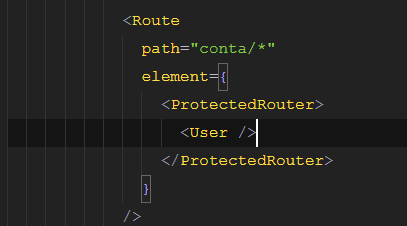 <Route
path="conta/*"
element={
<ProtectedRouter>
<User />
</ProtectedRouter>
}
/>